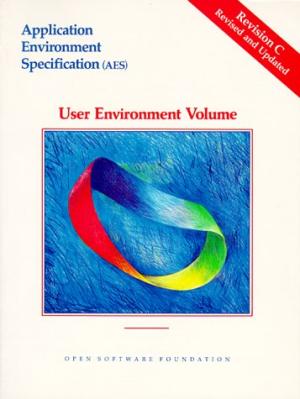 Application
Environment
Specification (AES)
Revision C
Revised and Updated
User Environment Volume
OPEN SOFTWARE FOUNDATION